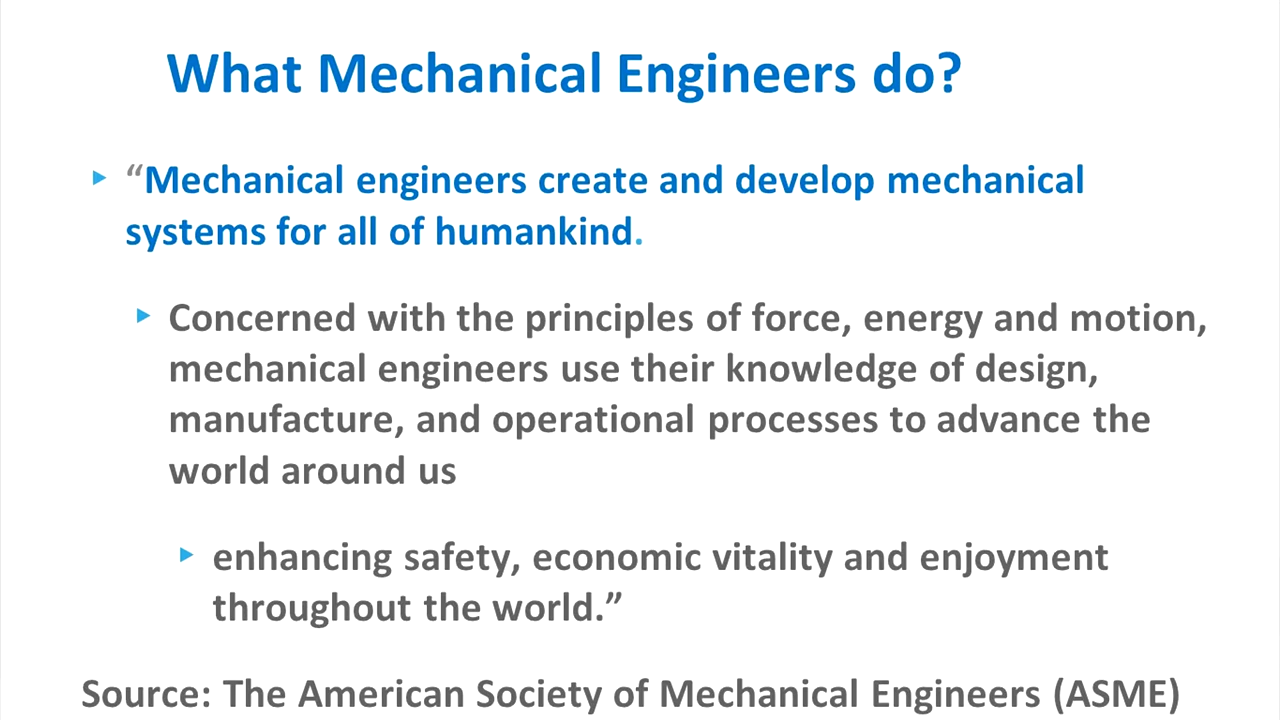 What Mechanical Engineers do?
“Mechanical engineers create and develop mechanical
systems for all of humankind.
Concerned with the principles of force, energy and motion,
mechanical engineers use their knowledge of design,
manufacture, and operational processes to advance the
world around us
enhancing safety, economic vitality and enjoyment
throughout the world.”
Source: The American Society of Mechanical Engineers (ASME)